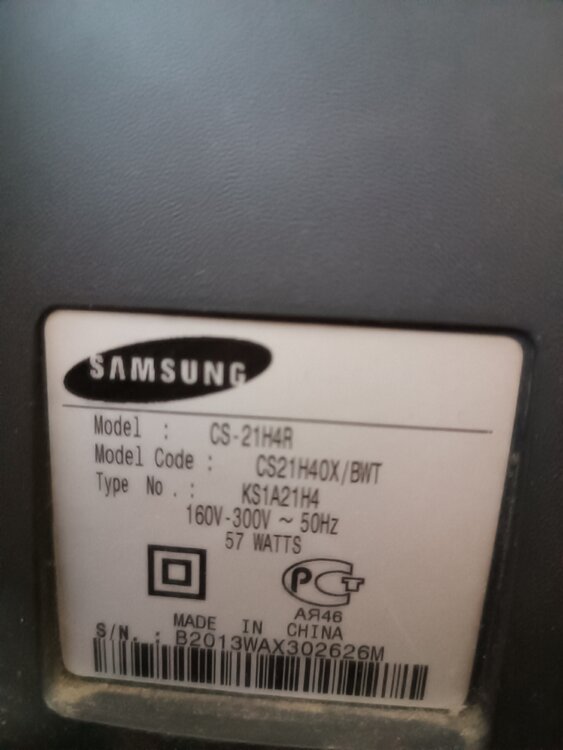 SAMSUNG
Model : CS-21H4R
Model Code : CS21H40X/BWT
Type No.: KS1A21H4
160V-300V ~ 50Hz
57 WATTS
PCT
АЯ46
MADE IN CHINA
S/N. : B2013WAX302626M